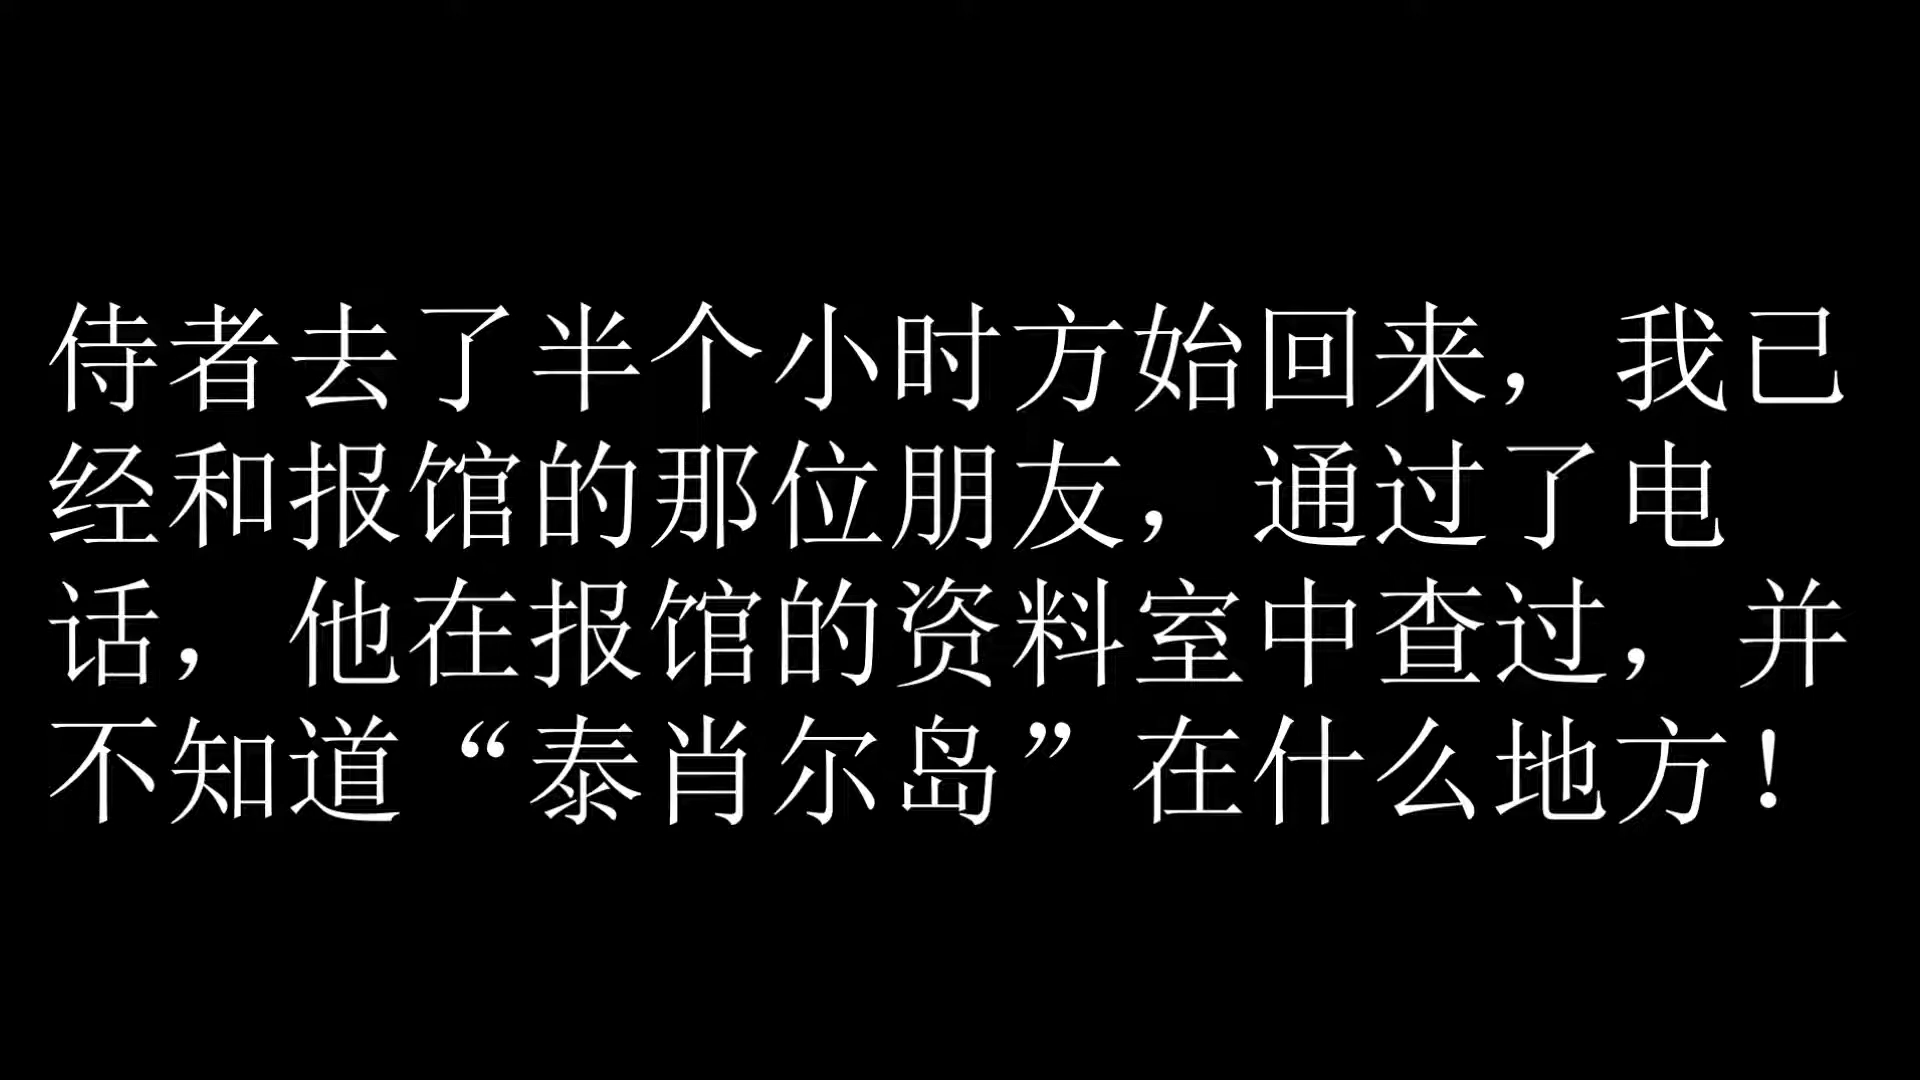 侍者去了半个小时方始回来，我已
经和报馆的那位朋友，通过了电
话，他在报馆的资料室中查过，并
不知道“泰肖尔岛”在什么地方！